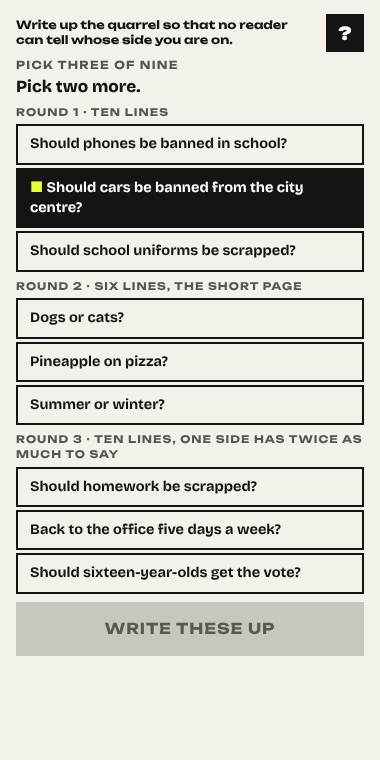 Write up the quarrel so that no reader
can tell whose side you are on.
?
PICK THREE OF NINE
Pick two more.
ROUND 1 · TEN LINES
Should phones be banned in school?
Should cars be banned from the city
centre?
Should school uniforms be scrapped?
ROUND 2 · SIX LINES, THE SHORT PAGE
Dogs or cats?
Pineapple on pizza?
Summer or winter?
ROUND 3 · TEN LINES, ONE SIDE HAS TWICE AS
MUCH TO SAY
Should homework be scrapped?
Back to the office five days a week?
Should sixteen-year-olds get the vote?
WRITE THESE UP